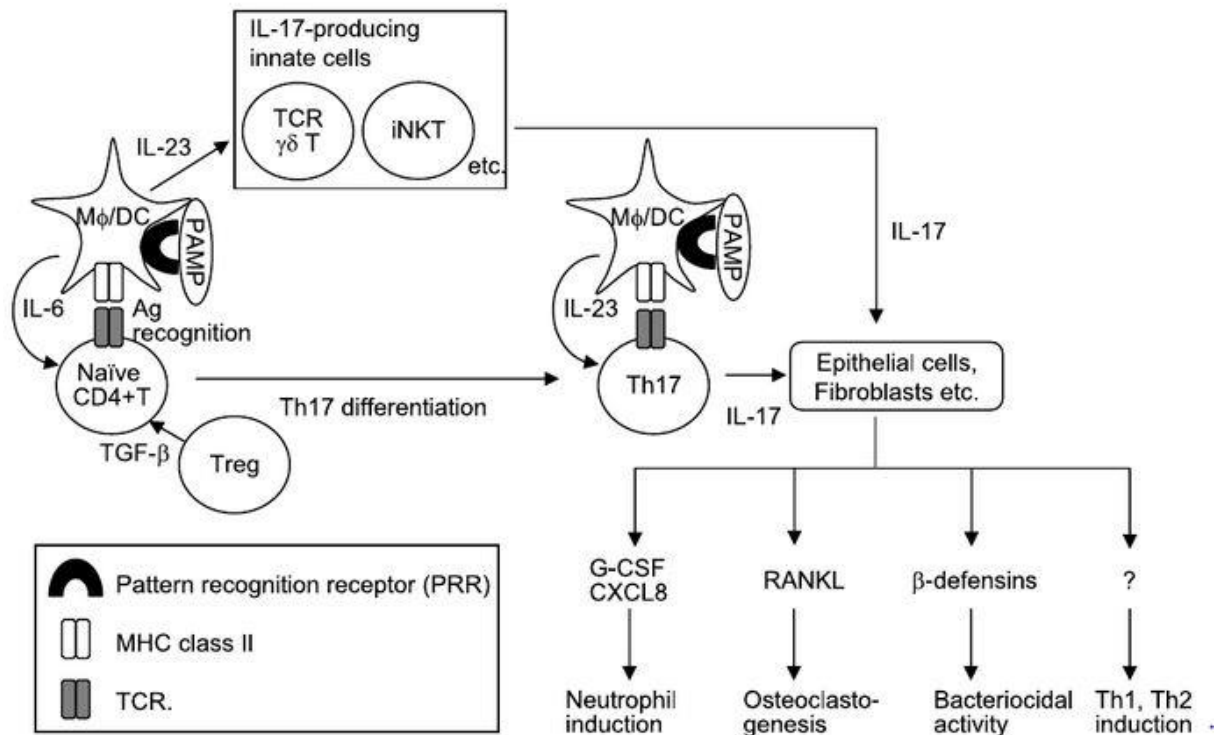 IL-17-producing
innate cells
TCR
γδ T
iNKT
etc.
IL-23
Mϕ/DC
PAMP
IL-6
Ag
recognition
Naïve
CD4+T
TGF-β
Treg
Th17 differentiation
Mϕ/DC
PAMP
IL-23
Th17
IL-17
IL-17
Epithelial cells,
Fibroblasts etc.
G-CSF
CXCL8
RANKL
β-defensins
?
Neutrophil
induction
Osteoclasto-
genesis
Bacteriocidal
activity
Th1, Th2
induction
Pattern recognition receptor (PRR)
MHC class II
TCR.